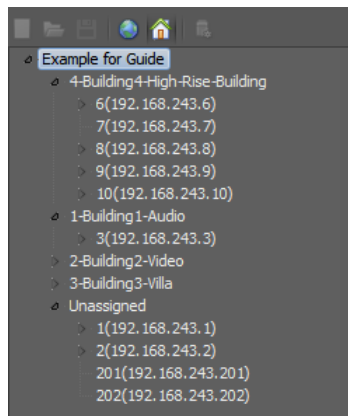 Example for Guide
4-Building4-High-Rise-Building
6(192.168.243.6)
7(192.168.243.7)
8(192.168.243.8)
9(192.168.243.9)
10(192.168.243.10)
1-Building1-Audio
3(192.168.243.3)
2-Building2-Video
3-Building3-Villa
Unassigned
1(192.168.243.1)
2(192.168.243.2)
201(192.168.243.201)
202(192.168.243.202)